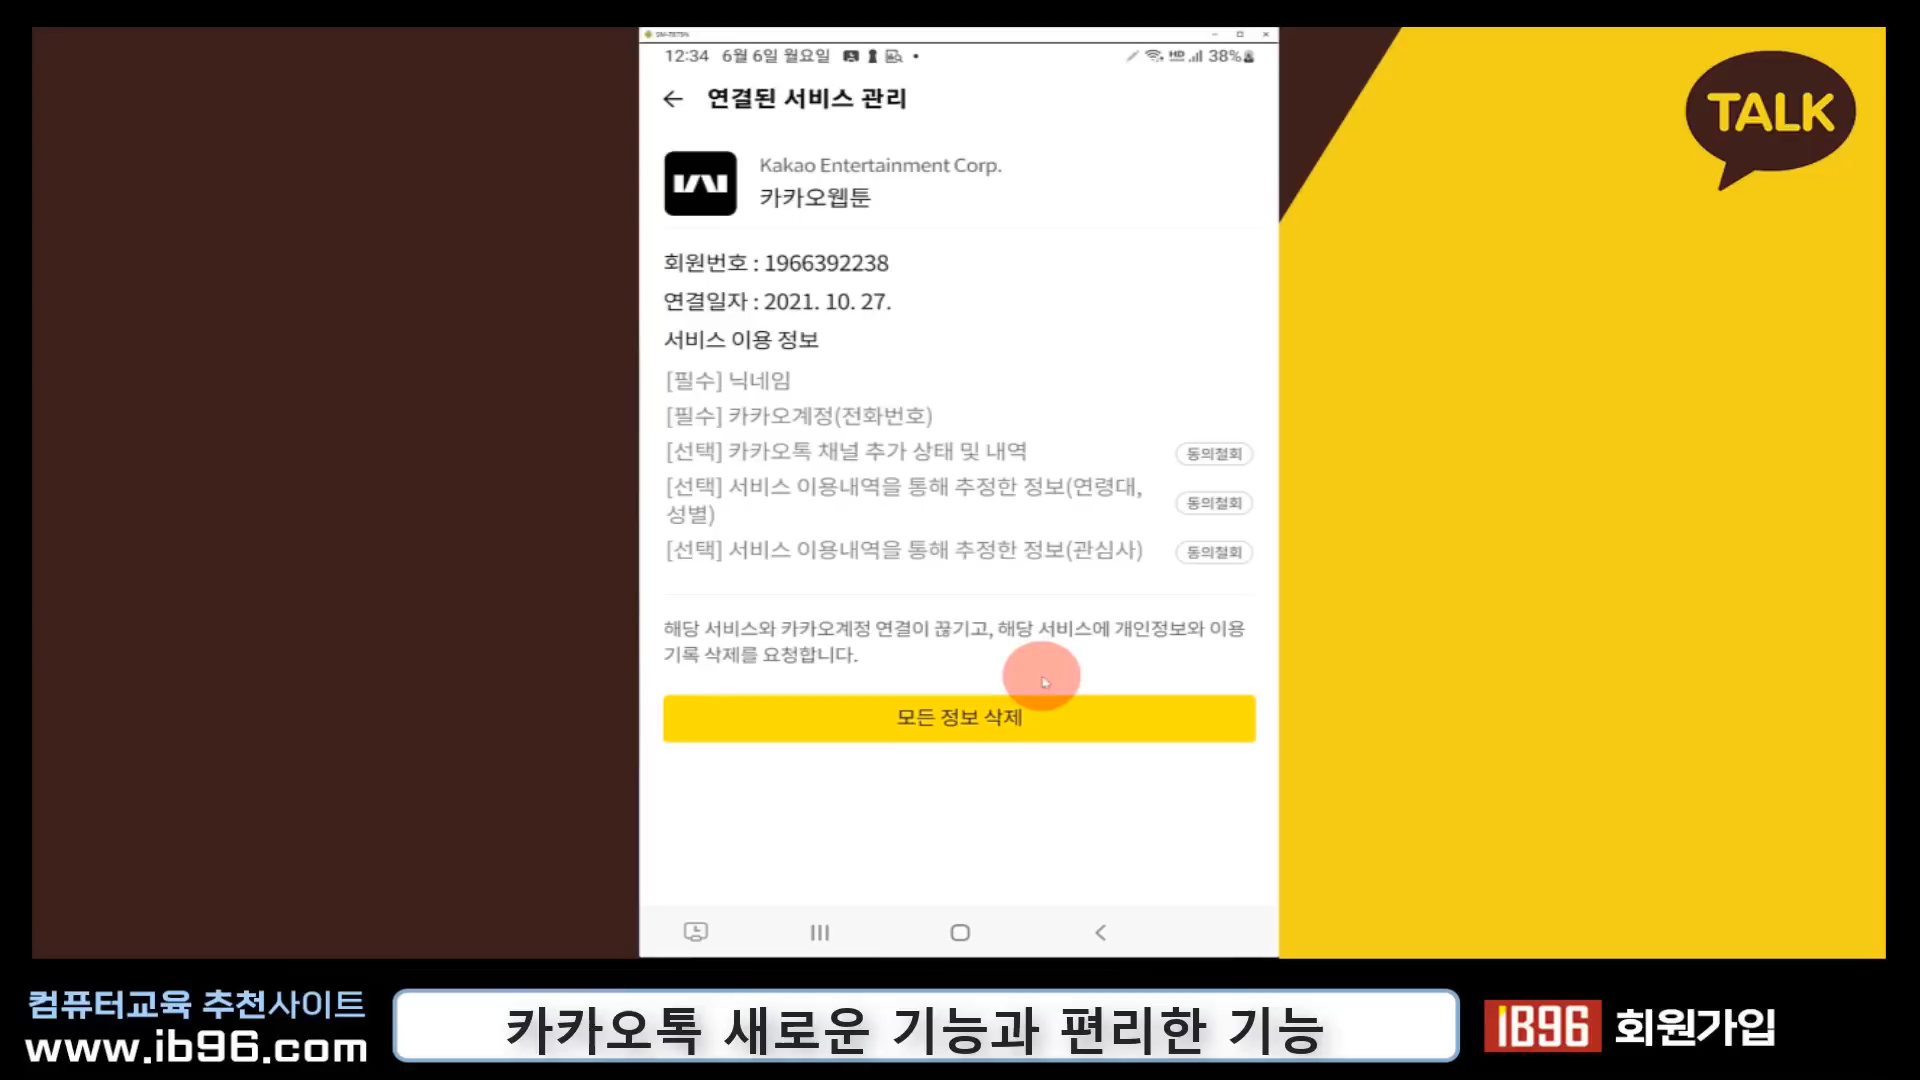 12:34 6월 6일 월요일
38%
연결된 서비스 관리
Kakao Entertainment Corp.
카카오웹툰
회원번호 : 1966392238
연결일자 : 2021. 10. 27.
서비스 이용 정보
[필수] 닉네임
[필수] 카카오계정(전화번호)
[선택] 카카오톡 채널 추가 상태 및 내역
동의철회
[선택] 서비스 이용내역을 통해 추정한 정보(연령대,
성별)
동의철회
[선택] 서비스 이용내역을 통해 추정한 정보(관심사)
동의철회
해당 서비스와 카카오계정 연결이 끊기고, 해당 서비스에 개인정보와 이용
기록 삭제를 요청합니다.
모든 정보 삭제
TALK
컴퓨터교육 추천사이트
www.ib96.com
카카오톡 새로운 기능과 편리한 기능
IB96 회원가입